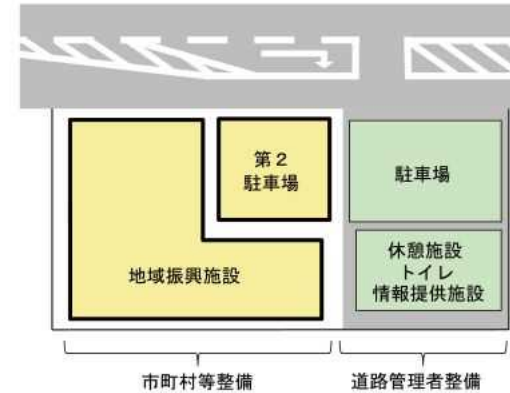 第2
駐車場
駐車場
地域振興施設
休憩施設
トイレ
情報提供施設
市町村等整備
道路管理者整備